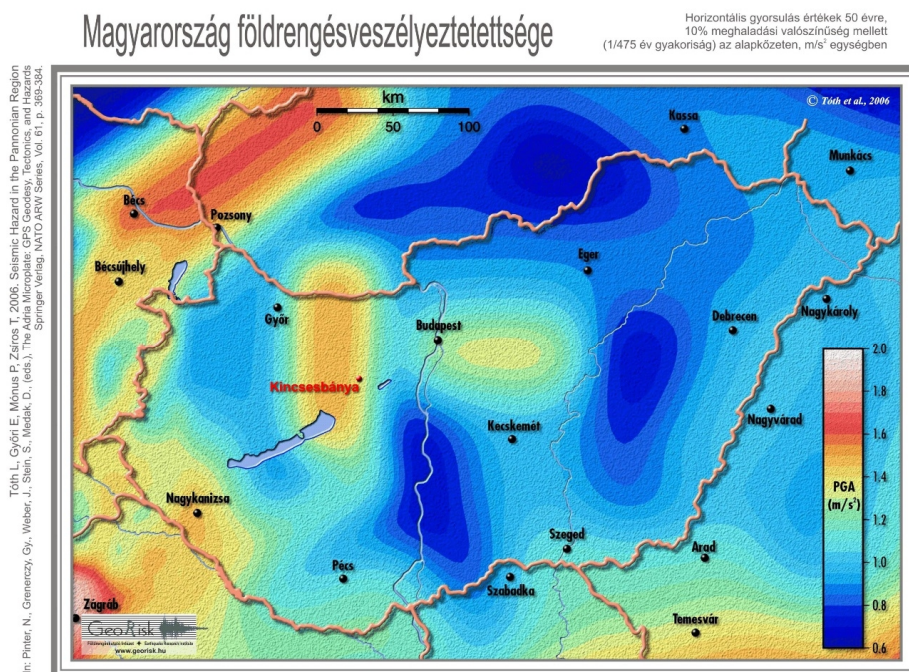 Magyarország földrengésveszélyeztetettsége
Horizontális gyorsulás értékek 50 évre,
10% meghaladási valószínűség mellett
(1/475 év gyakoriság) az alapkőzeten, m/s² egységben
Tóth L, Győri E, Mónus P, Zsíros T, 2006. Seismic Hazard in the Pannonian Region
In: Pinter, N., Grenerczy, Gy., Weber, J., Stein, S., Medak, D., (eds.), The Adria Microplate: GPS Geodesy, Tectonics, and Hazards
Springer Verlag, NATO ARW Series, Vol. 61, p. 369-384.
km
0 50 100
© Tóth et al., 2006
Kassa
Munkács
Bécs
Pozsony
Bécsújhely
Eger
Győr
Nagykároly
Budapest
Debrecen
Kincsesbánya
Nagyvárad
Kecskemét
Nagykanizsa
Szeged
Arad
Pécs
Szabadka
Zágráb
Temesvár
2.0
1.8
1.6
1.4
PGA
(m/s²)
1.2
1.0
0.8
0.6
GeoRisk
www.georisk.hu